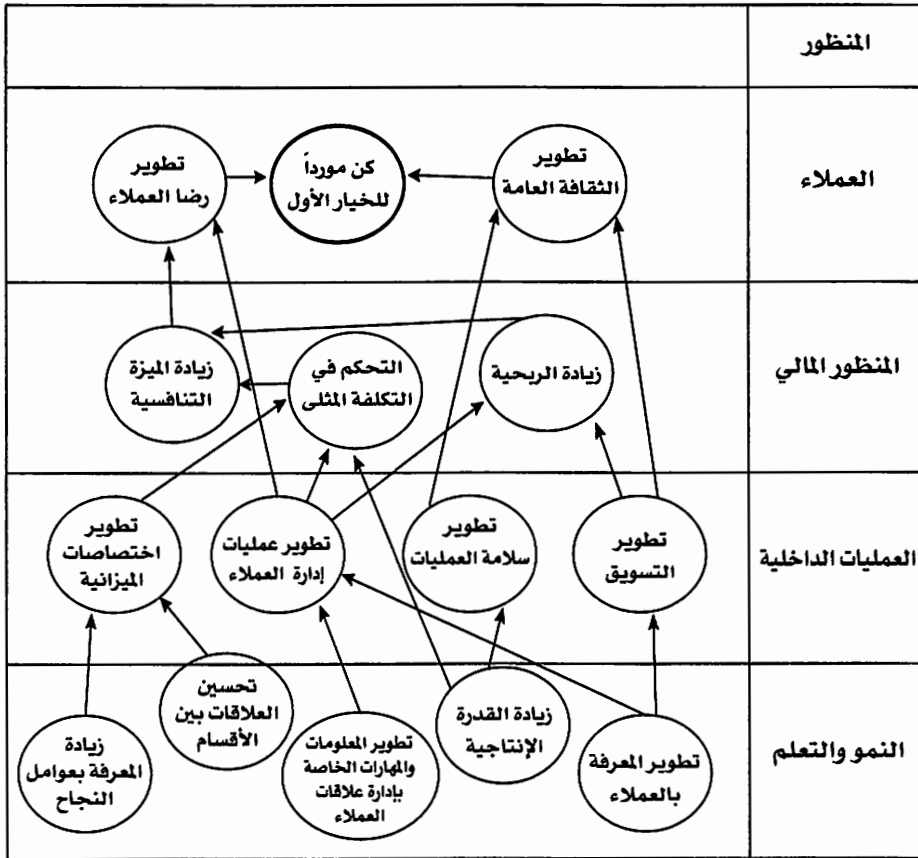 المنظور
العملاء
تطوير
الثقافة العامة
كن مورداً
للخيار الأول
تطوير
رضا العملاء
المنظور المالي
زيادة الربحية
التحكم في
التكلفة المثلى
زيادة الميزة
التنافسية
العمليات الداخلية
تطوير
التسويق
تطوير
سلامة العمليات
تطوير عمليات
إدارة العملاء
تطوير
اختصاصات
الميزانية
النمو والتعلم
تطوير المعرفة
بالعملاء
زيادة القدرة
الإنتاجية
تطوير المعلومات
والمهارات الخاصة
بإدارة علاقات
العملاء
تحسين
العلاقات بين
الأقسام
زيادة
المعرفة بعوامل
النجاح